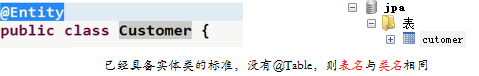 @Entity
public class Customer {
jpa
表
cutomer
已经具备实体类的标准，没有@Table，则表名与类名相同